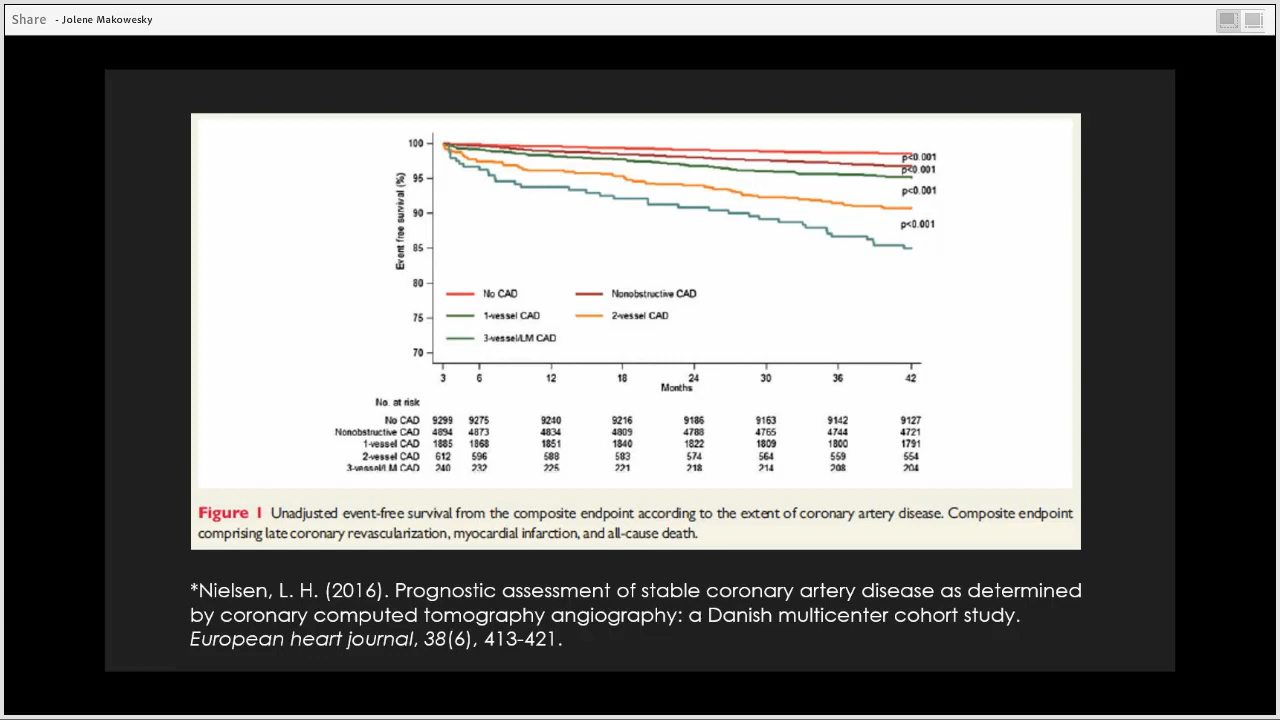 Share - Jolene Makowesky
100
95
90
85
80
75
70
Event free survival (%)
p<0.001
p<0.001
p<0.001
p<0.001
No CAD
Nonobstructive CAD
1-vessel CAD
2-vessel CAD
3-vessel/LM CAD
3 6 12 18 24 30 36 42
Months
No. at risk
No CAD 9299 9275 9240 9216 9186 9163 9142 9127
Nonobstructive CAD 4894 4873 4834 4809 4788 4765 4744 4721
1-vessel CAD 1885 1868 1851 1840 1822 1809 1800 1791
2-vessel CAD 612 596 588 583 574 564 559 554
3-vessel/LM CAD 240 232 225 221 218 214 208 204
Figure 1 Unadjusted event-free survival from the composite endpoint according to the extent of coronary artery disease. Composite endpoint
comprising late coronary revascularization, myocardial infarction, and all-cause death.
*Nielsen, L. H. (2016). Prognostic assessment of stable coronary artery disease as determined
by coronary computed tomography angiography: a Danish multicenter cohort study.
European heart journal, 38(6), 413-421.